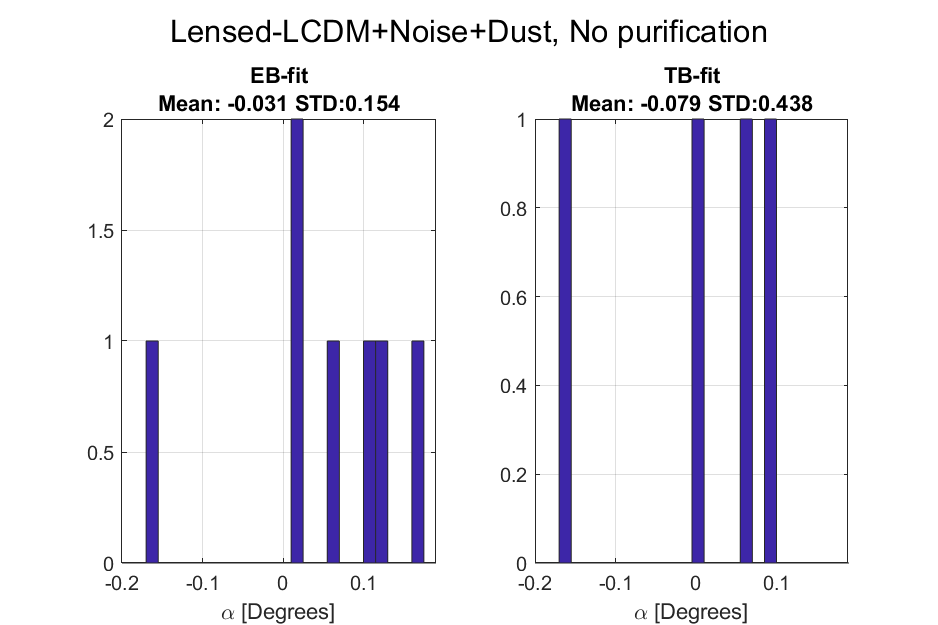 Lensed-LCDM+Noise+Dust, No purification
EB-fit
Mean: -0.031 STD:0.154
2
1.5
1
0.5
0
-0.2
-0.1
0
0.1
α [Degrees]
TB-fit
Mean: -0.079 STD:0.438
1
0.8
0.6
0.4
0.2
0
-0.2
-0.1
0
0.1
α [Degrees]